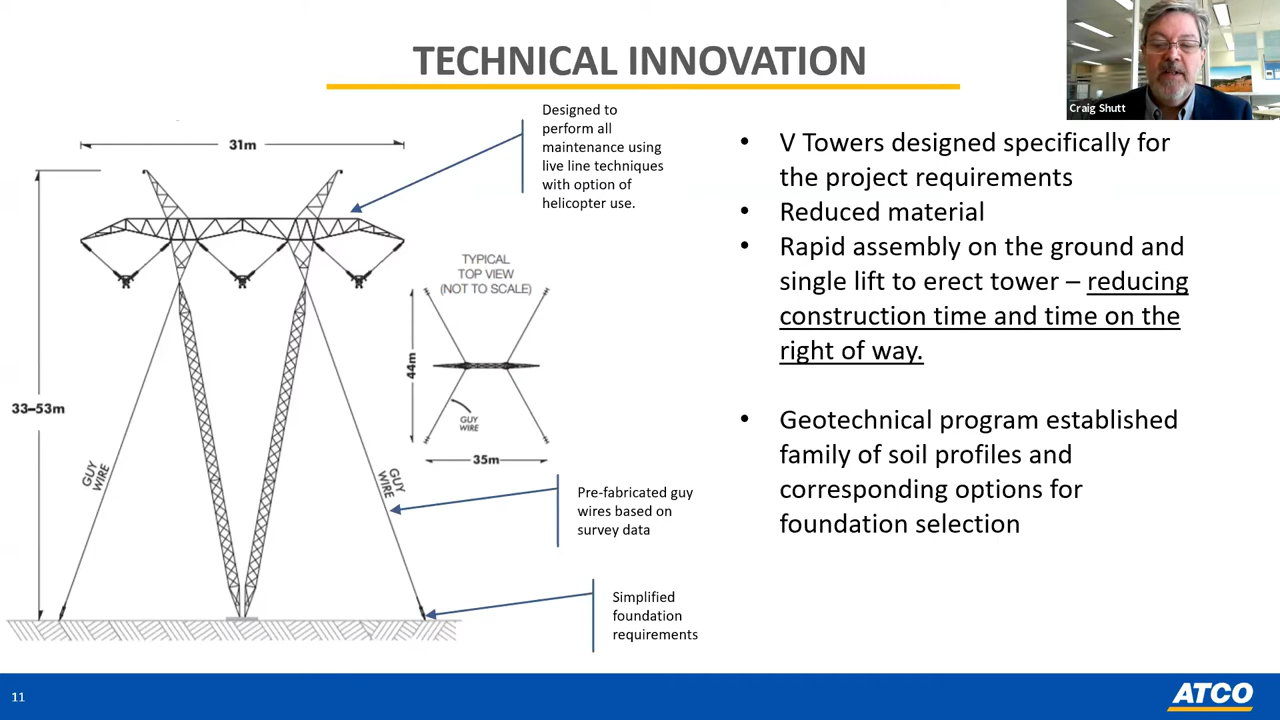 TECHNICAL INNOVATION
Craig Shutt
Designed to
perform all
maintenance using
live line techniques
with option of
helicopter use.
31m
33–53m
GUY
WIRE
GUY
WIRE
TYPICAL
TOP VIEW
(NOT TO SCALE)
44m
GUY
WIRE
35m
Pre-fabricated guy
wires based on
survey data
Simplified
foundation
requirements
• V Towers designed specifically for
the project requirements
• Reduced material
• Rapid assembly on the ground and
single lift to erect tower – reducing
construction time and time on the
right of way.
• Geotechnical program established
family of soil profiles and
corresponding options for
foundation selection
11
ATCO